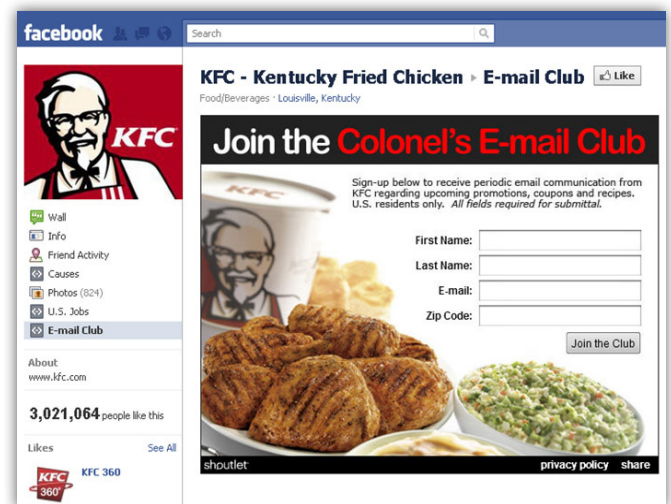 facebook
Search
KFC
KFC - Kentucky Fried Chicken ▸ E-mail Club
Like
Food/Beverages · Louisville, Kentucky
Wall
Info
Friend Activity
Causes
Photos (824)
U.S. Jobs
E-mail Club
About
www.kfc.com
3,021,064 people like this
Likes
See All
KFC 360°
KFC 360
Join the Colonel's E-mail Club
Sign-up below to receive periodic email communication from
KFC regarding upcoming promotions, coupons and recipes.
U.S. residents only. All fields required for submittal.
KFC
First Name:
Last Name:
E-mail:
Zip Code:
Join the Club
shoutlet
privacy policy
share